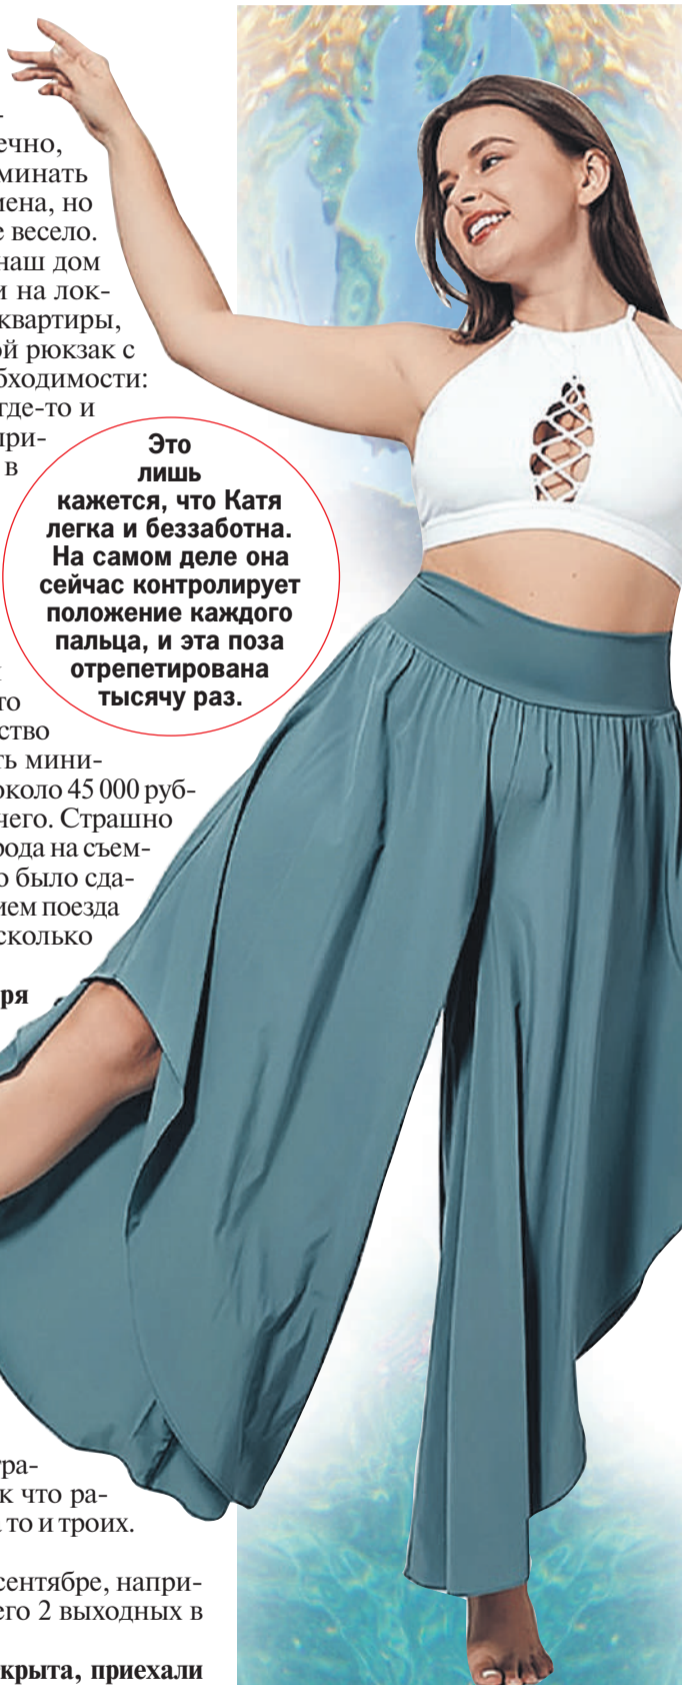 ечно,
минать
мена, но
е весело.
наш дом
и на лок-
квартиры,
ой рюкзак с
бходимости:
где-то и
при-
в
Это
лишь
кажется, что Катя
легка и беззаботна.
На самом деле она
сейчас контролирует
положение каждого
пальца, и эта поза
отрепетирована
тысячу раз.
то
ство
ть мини-
около 45 000 руб-
чего. Страшно
рода на съем-
о было сда-
ием поезда
сколько
ря
гра-
к что ра-
а то и троих.
сентябре, напри-
его 2 выходных в
крыта, приехали